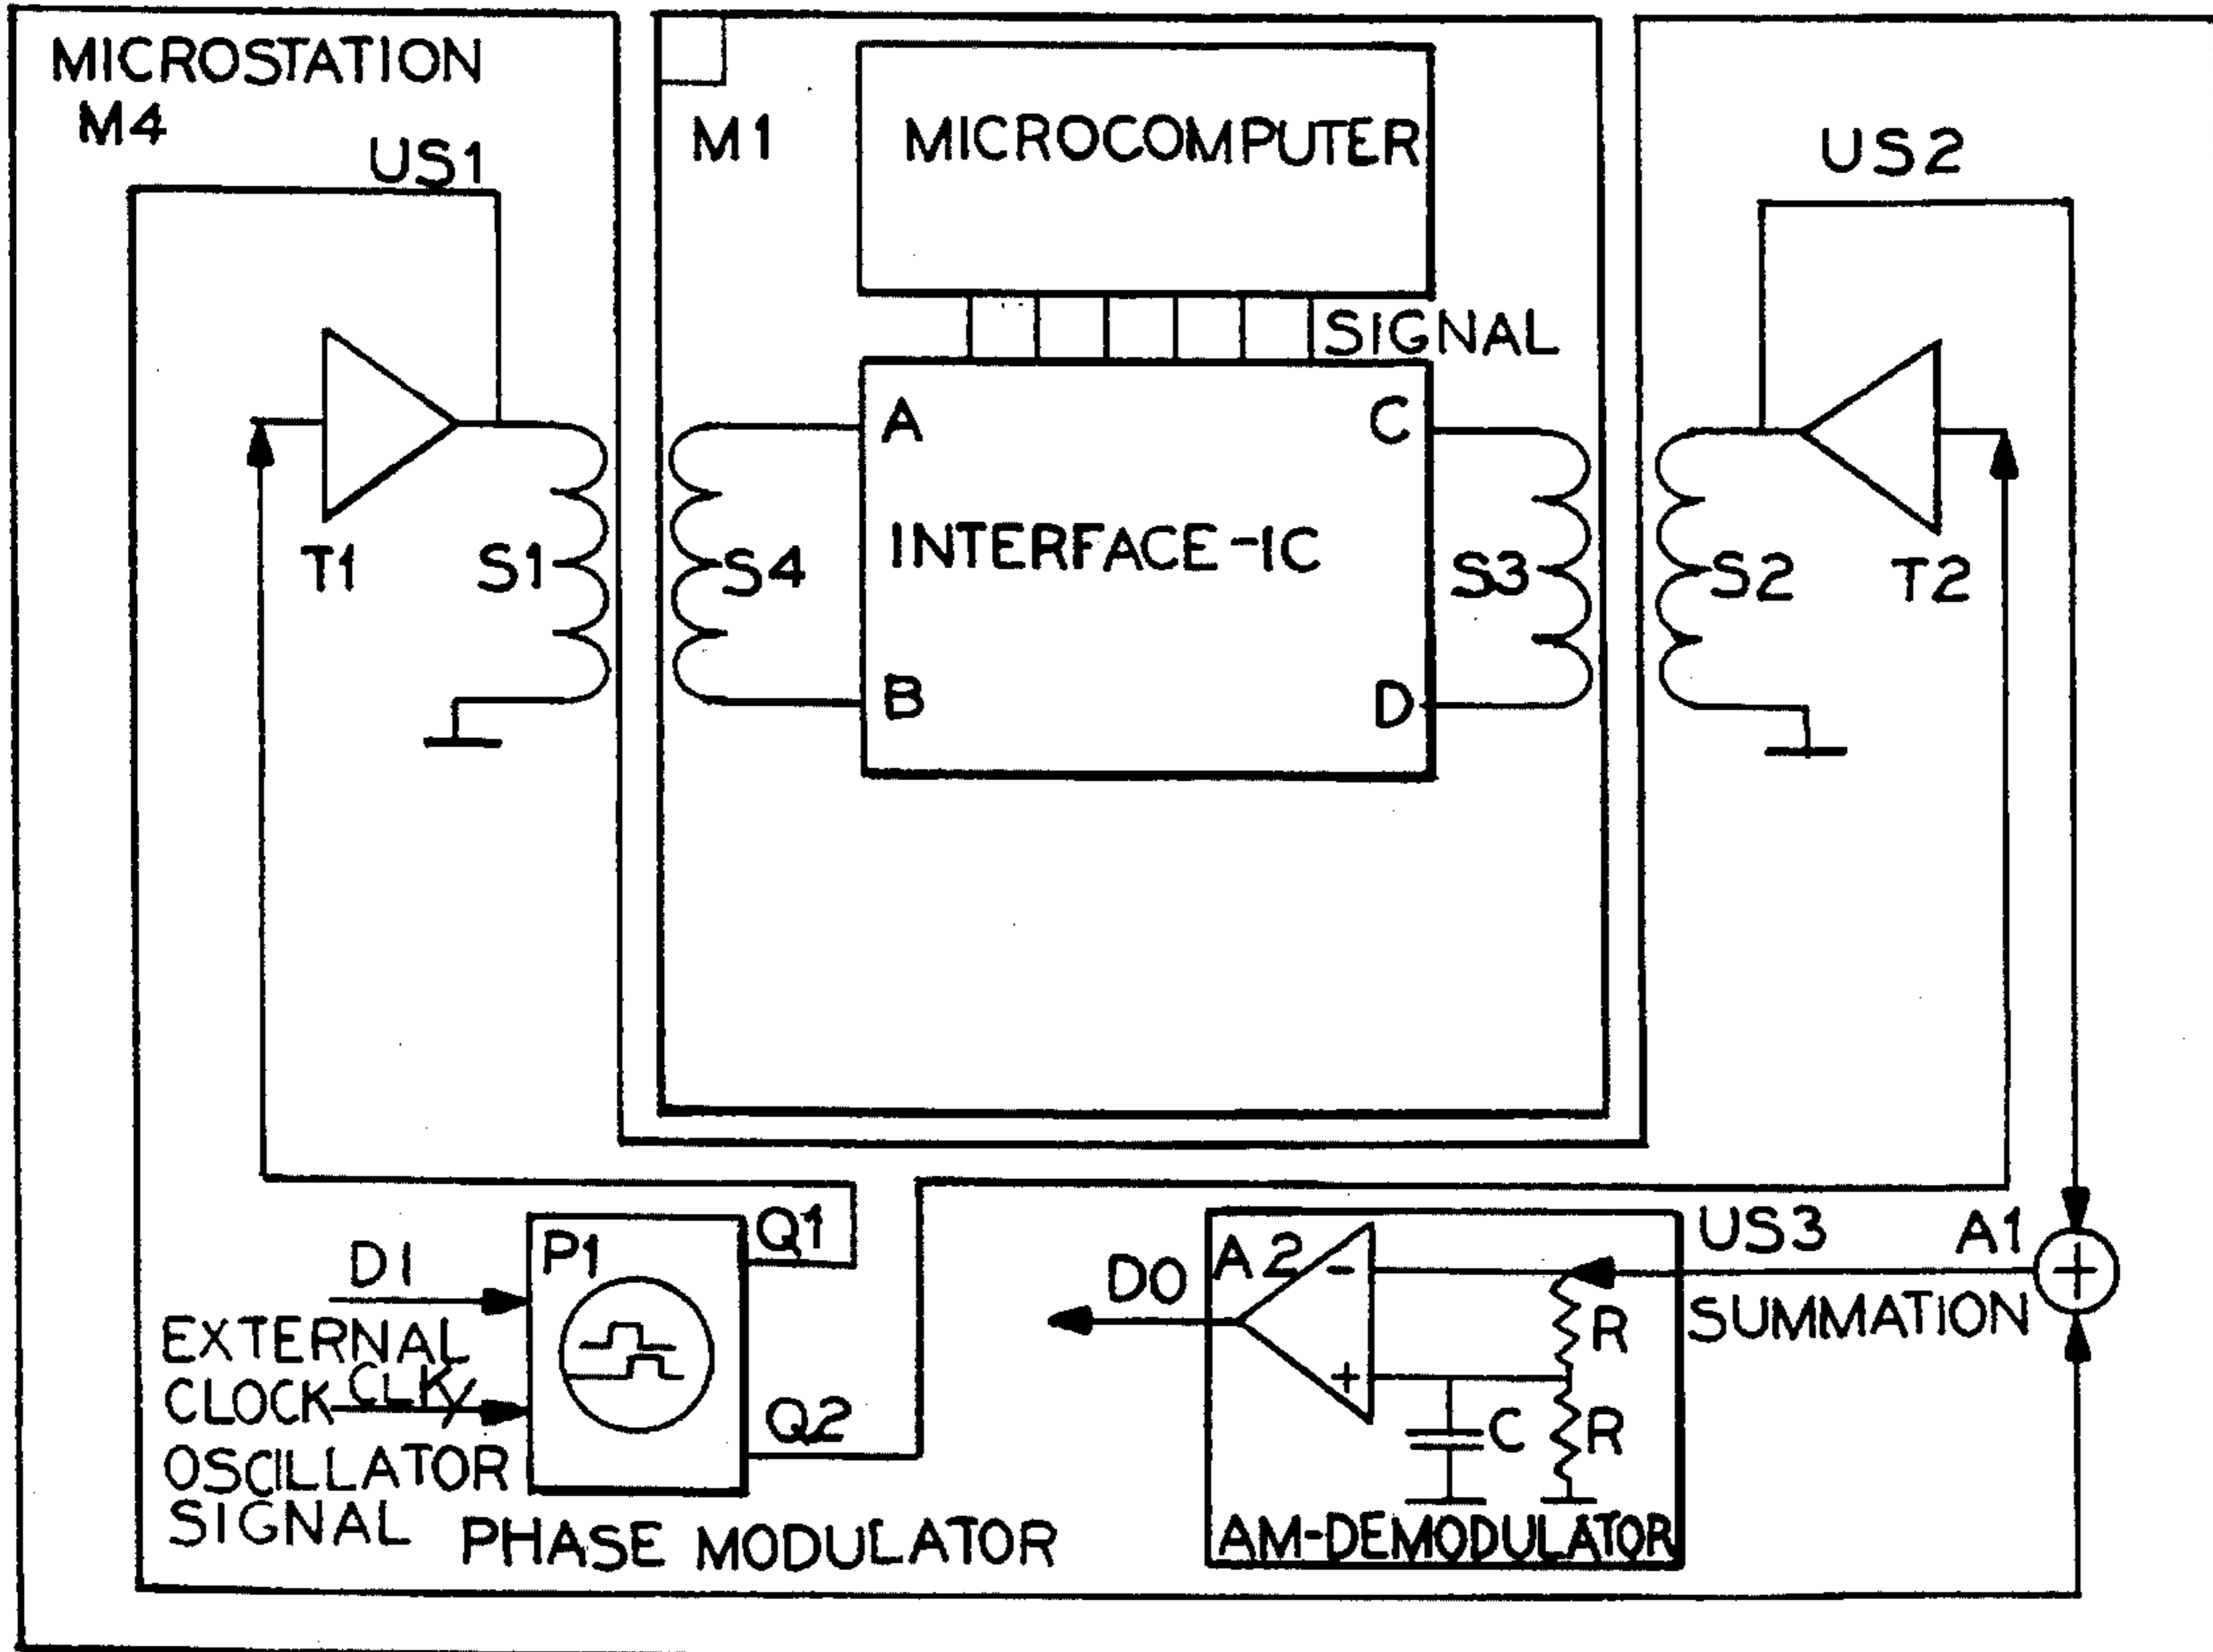 MICROSTATION
M4
US1
M1
MICROCOMPUTER
US2
SIGNAL
A
C
INTERFACE-IC
T1
S1
S4
S3
S2
T2
B
D
Q1
P1
DI
EXTERNAL
CLOCK CLKY
OSCILLATOR
SIGNAL
Q2
PHASE MODULATOR
DO
A2
-
+
US3
A1
+
SUMMATION
R
R
C
AM-DEMODULATOR